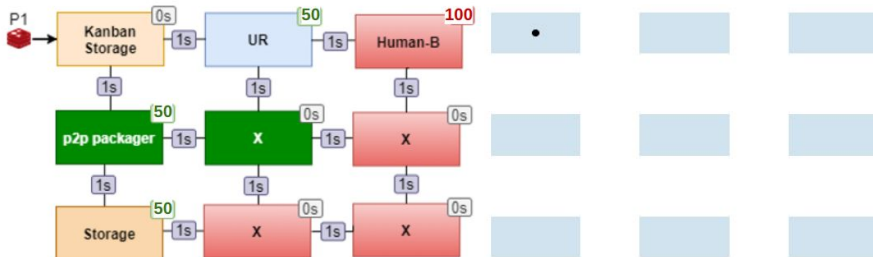 P1
Kanban
Storage
0s
1s
UR
50
1s
Human-B
100
1s
1s
1s
p2p packager
50
1s
X
0s
1s
X
0s
1s
1s
1s
Storage
50
1s
X
0s
1s
X
0s